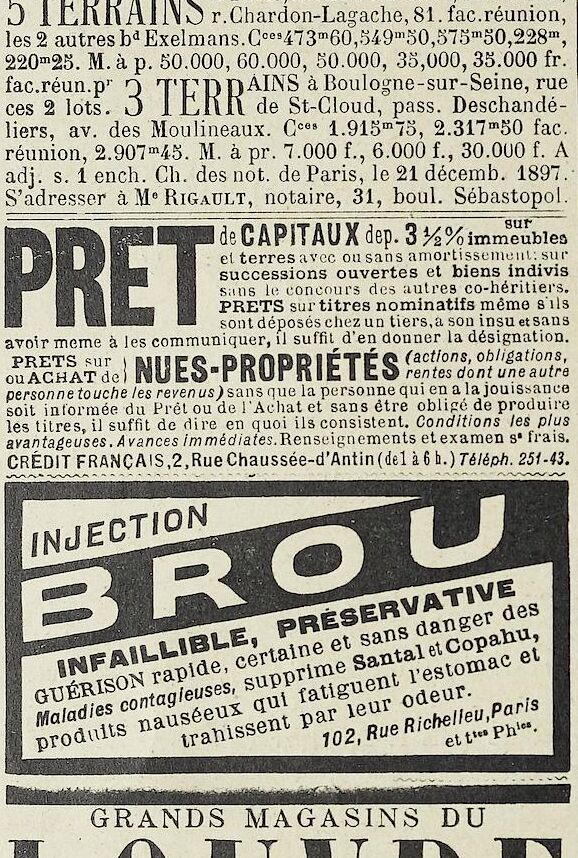 5 TERRAINS r. Chardon-Lagache, 81. fac. réunion,
les 2 autres bd Exelmans. Cces 473m60, 549m50, 575m50, 228m,
220m25. M. à p. 50.000, 60.000, 50.000, 35,000, 35.000 fr.
fac. réun. pr 3 TERRAINS à Boulogne-sur-Seine, rue
ces 2 lots. de St-Cloud, pass. Deschandé-
liers, av. des Moulineaux. Cces 1.915m75, 2.317m50 fac.
réunion, 2.907m45. M. à pr. 7.000 f., 6.000 f., 30.000 f. A
adj. s. 1 ench. Ch. des not. de Paris, le 21 décemb. 1897.
S'adresser à Me RIGAULT, notaire, 31, boul. Sébastopol.
PRET de CAPITAUX dep. 3 ½ % sur immeubles
et terres avec ou sans amortissement: sur
successions ouvertes et biens indivis
sans le concours des autres co-héritiers.
PRETS sur titres nominatifs même s'ils
sont déposés chez un tiers, à son insu et sans
avoir meme à les communiquer, il suffit d'en donner la désignation.
PRETS sur ou ACHAT de NUES-PROPRIÉTÉS (actions, obligations,
rentes dont une autre
personne touche les revenus) sans que la personne qui en a la jouissance
soit informée du Prêt ou de l'Achat et sans être obligé de produire
les titres, il suffit de dire en quoi ils consistent. Conditions les plus
avantageuses. Avances immédiates. Renseignements et examen ss frais.
CRÉDIT FRANÇAIS, 2, Rue Chaussée-d'Antin (de 1 à 6 h.) Téléph. 251-43.
INJECTION
BROU
INFAILLIBLE, PRÉSERVATIVE
GUÉRISON rapide, certaine et sans danger des
Maladies contagieuses, supprime Santal et Copahu,
produits nauséeux qui fatiguent l'estomac et
trahissent par leur odeur.
102, Rue Richelieu, Paris
et ttes Phies.
GRANDS MAGASINS DU
LOUVRE